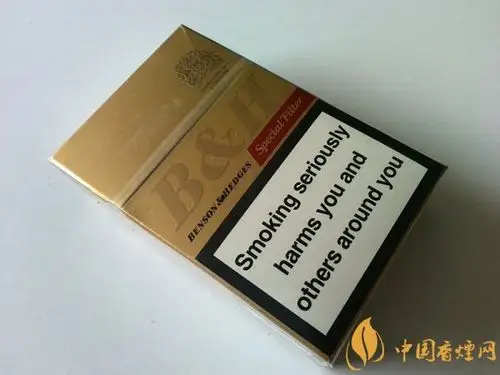 B&H
Special Filter
BENSON & HEDGES
Smoking seriously
harms you and
others around you
中国香烟网